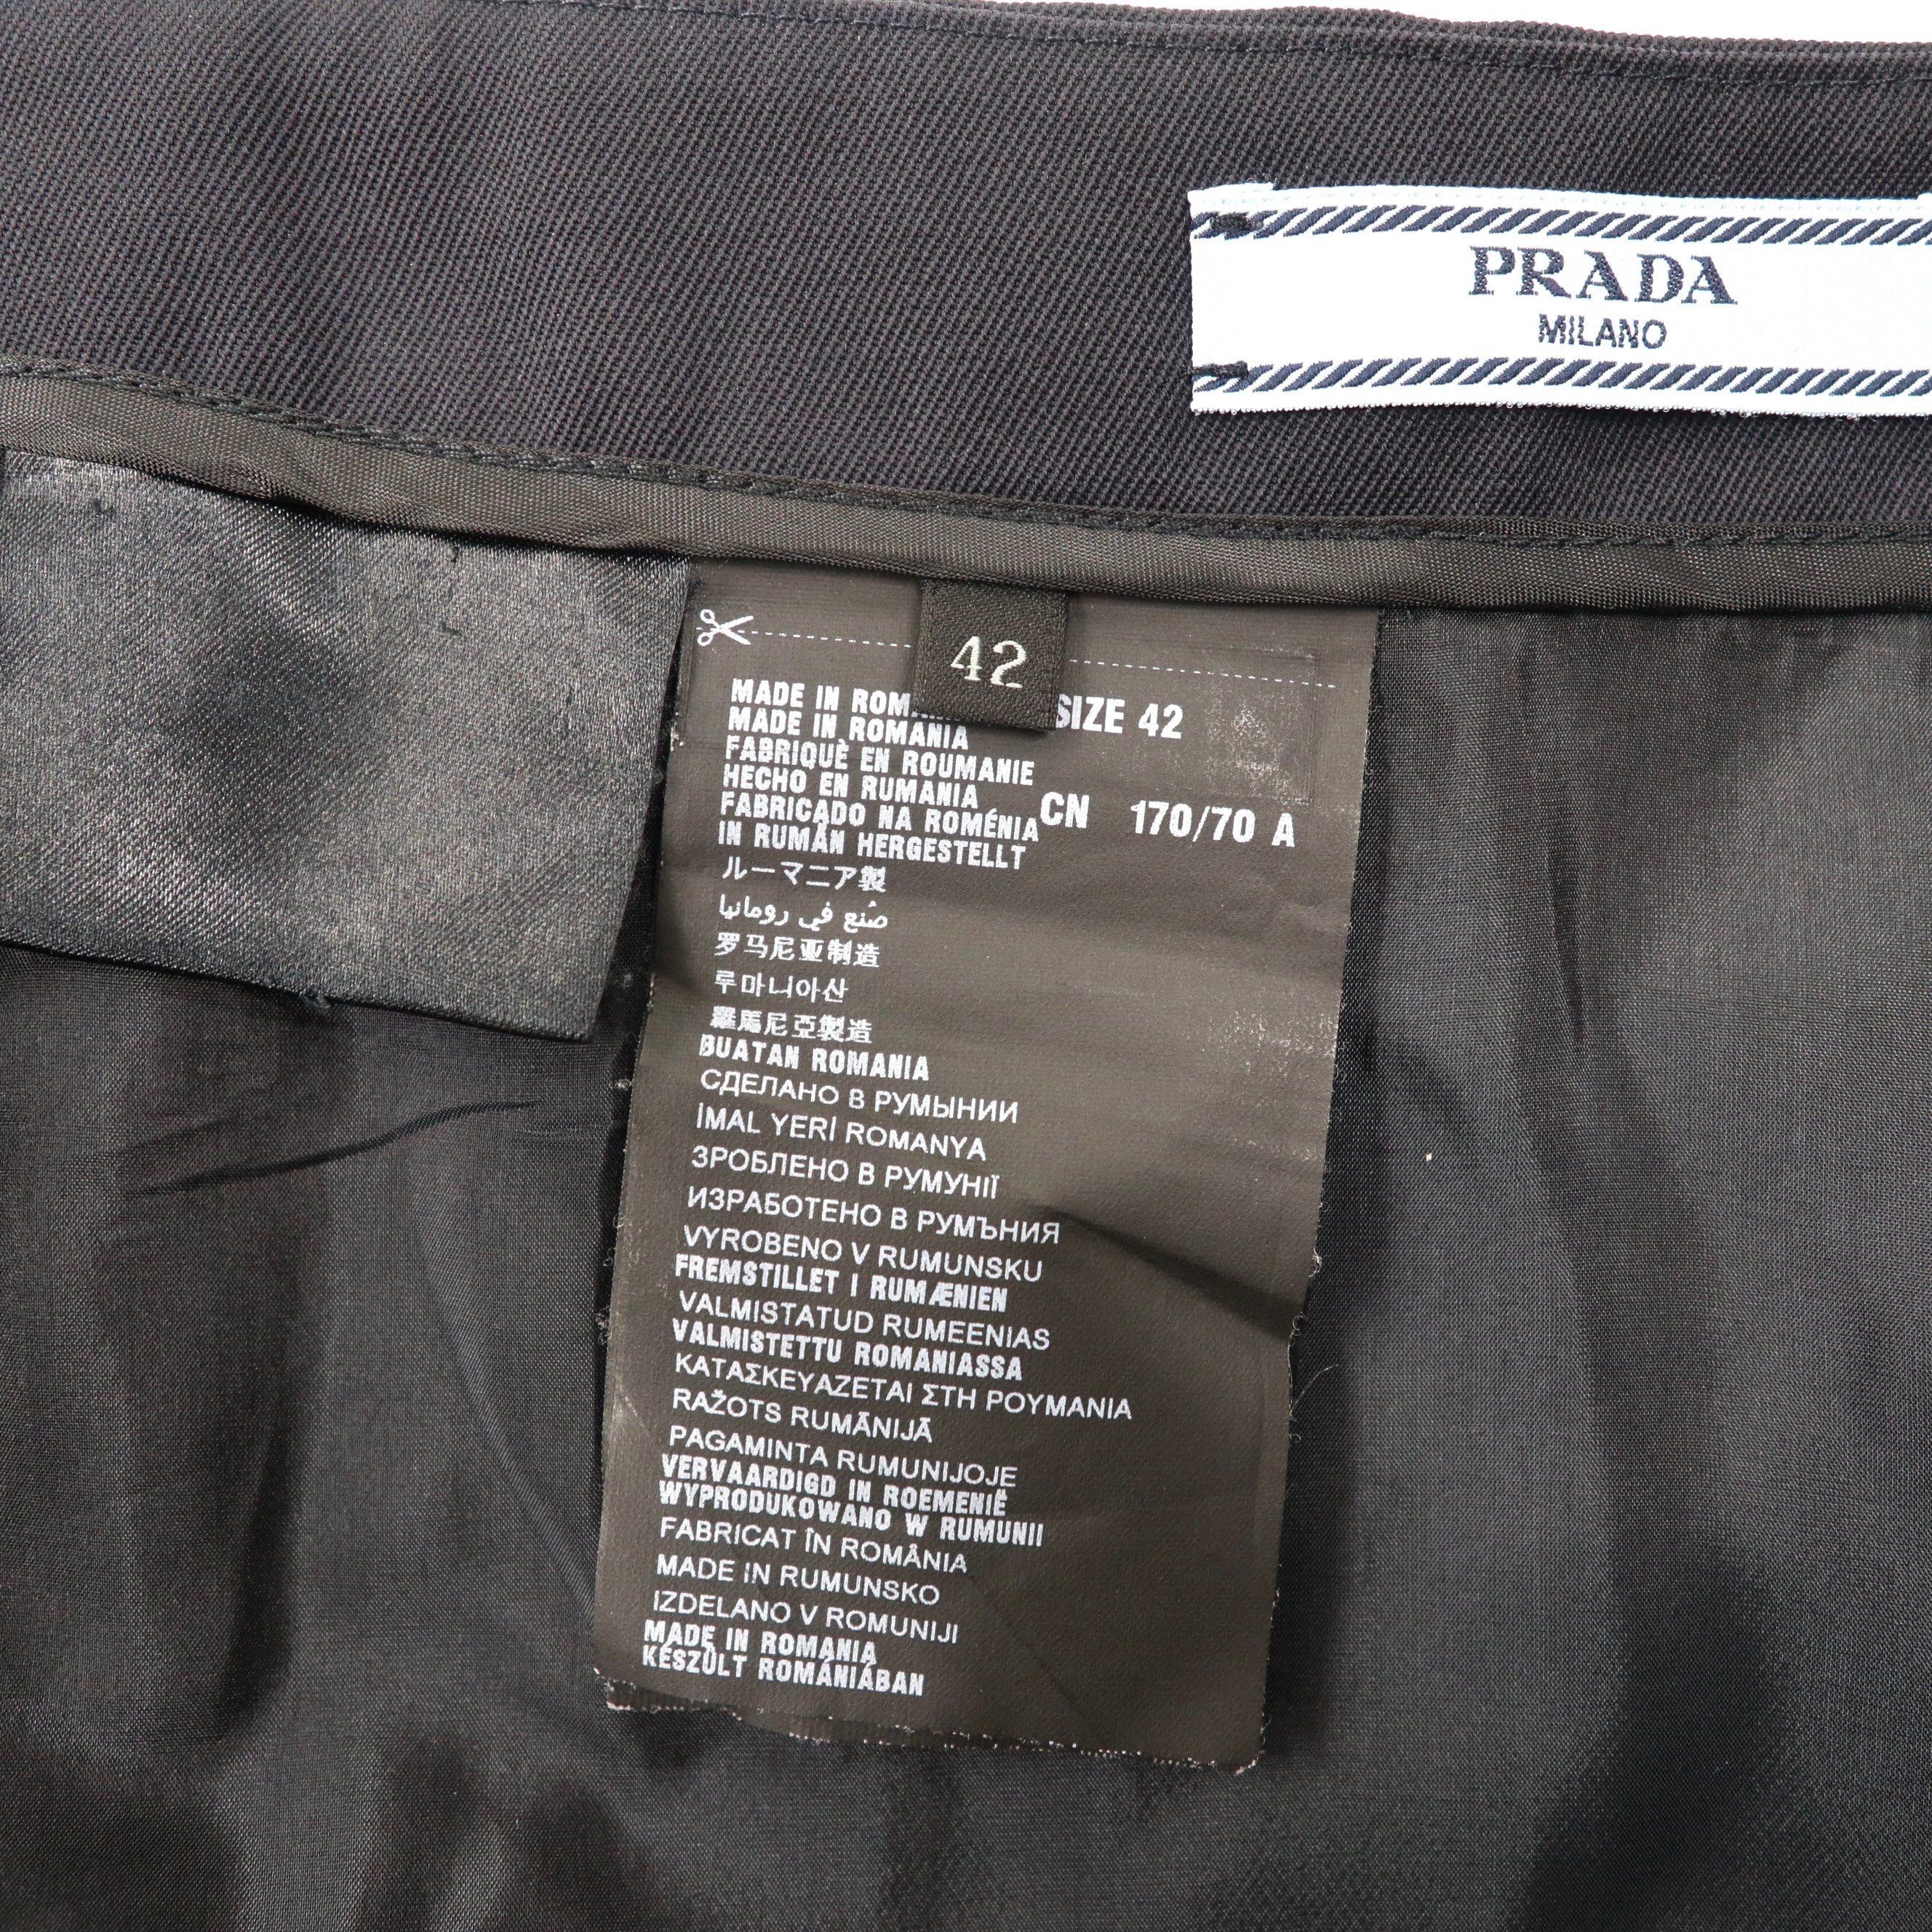 PRADA
MILANO
42
MADE IN
SIZE 42
MADE IN ROMANIA
FABRIQUÈ EN ROUMANIE
HECHO EN RUMANIA
FABRICADO NA ROMÉNIA
CN 170/70 A
IN RUMÄN HERGESTELLT
ルーマニア製
صُنع في رومانيا
罗马尼亚制造
루마니아산
羅馬尼亞製造
BUATAN ROMANIA
СДЕЛАНО В РУМЫНИИ
İMAL YERİ ROMANYA
ЗРОБЛЕНО В РУМУНІЇ
ИЗРАБОТЕНО В РУМЪНИЯ
VYROBENO V RUMUNSKU
FREMSTILLET I RUMÆNIEN
VALMISTATUD RUMEENIAS
VALMISTETTU ROMANIASSA
ΚΑΤΑΣΚΕΥΑΖΕΤΑΙ ΣΤΗ ΡΟΥΜΑΝΙΑ
RAŽOTS RUMĀNIJĀ
PAGAMINTA RUMUNIJOJE
VERVAARDIGD IN ROEMENIË
WYPRODUKOWANO W RUMUNII
FABRICAT ÎN ROMÂNIA
MADE IN RUMUNSKO
IZDELANO V ROMUNIJI
MADE IN ROMANIA
KÉSZÜLT ROMÁNIÁBAN